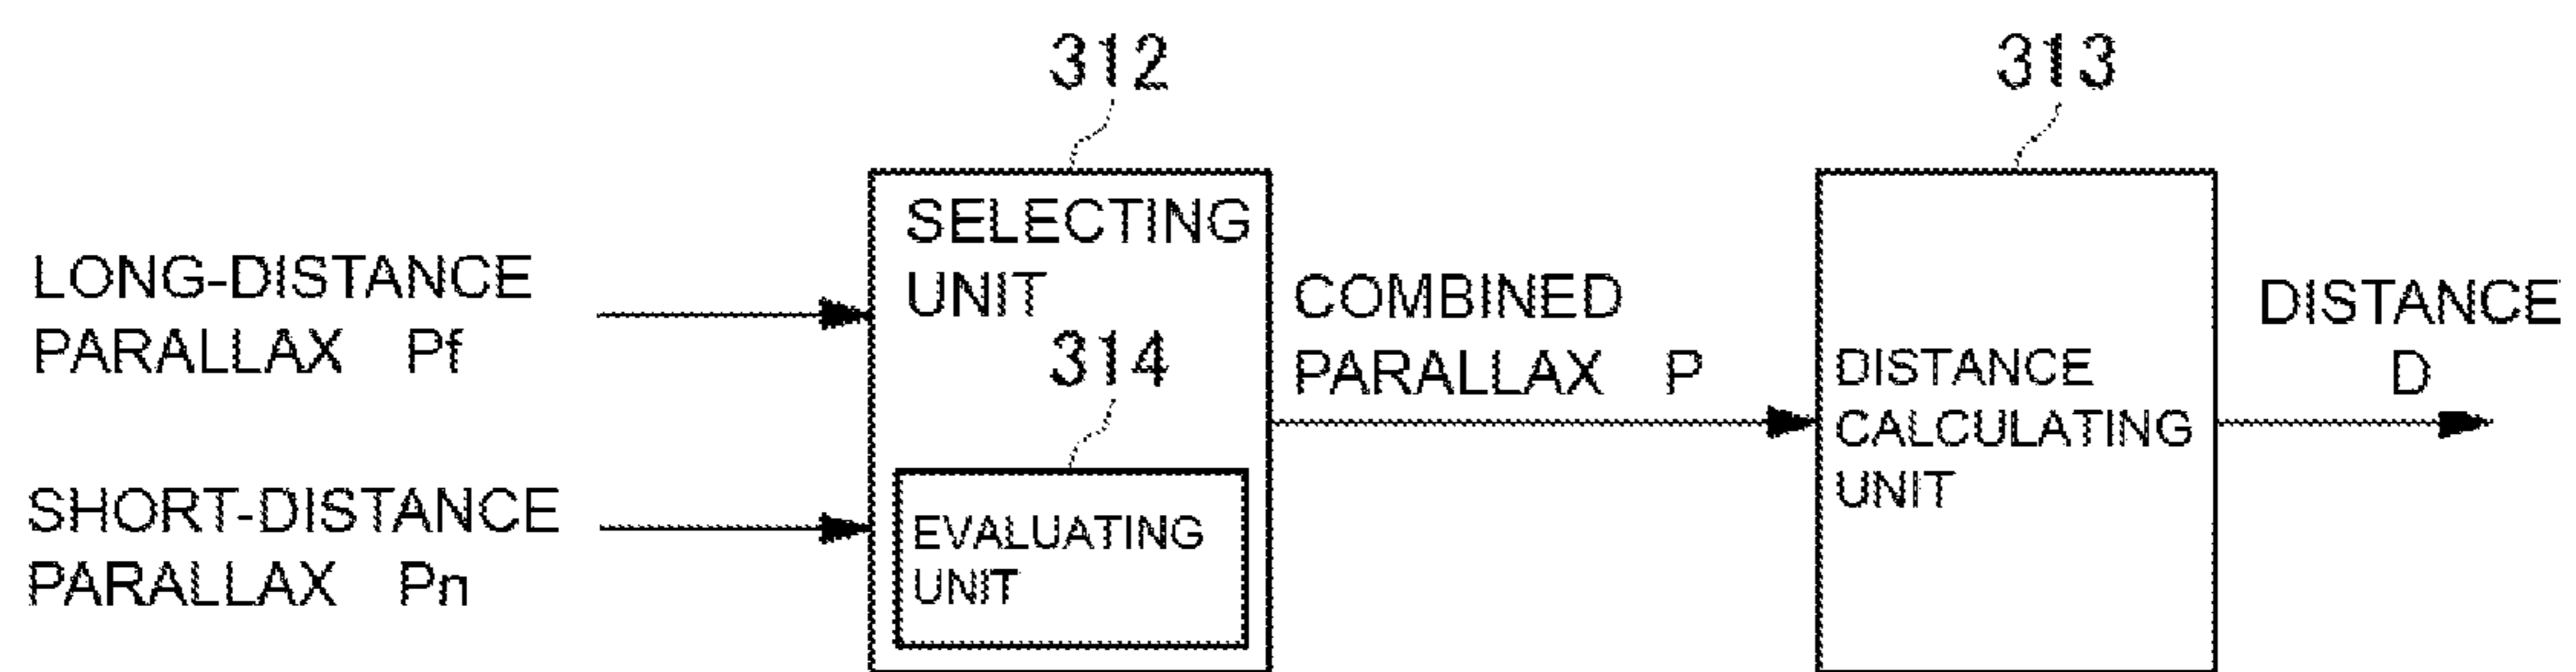 312
313
SELECTING
UNIT
LONG-DISTANCE
PARALLAX Pf
314
COMBINED
PARALLAX P
DISTANCE
CALCULATING
UNIT
DISTANCE
D
SHORT-DISTANCE
PARALLAX Pn
EVALUATING
UNIT